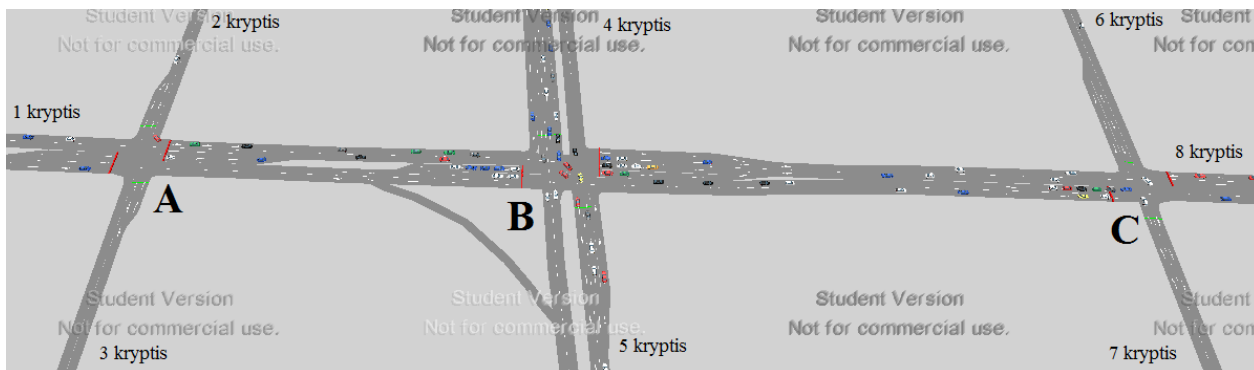 2 kryptis
Student Version
Not for commercial use.
Student Version
Not for commercial use.
4 kryptis
Student Version
Not for commercial use.
6 kryptis
Student
Not for com
1 kryptis
8 kryptis
A
B
C
Student Version
Not for commercial use.
Student Version
Not for commercial use.
Student Version
Not for commercial use.
Student
Not for com
3 kryptis
5 kryptis
7 kryptis